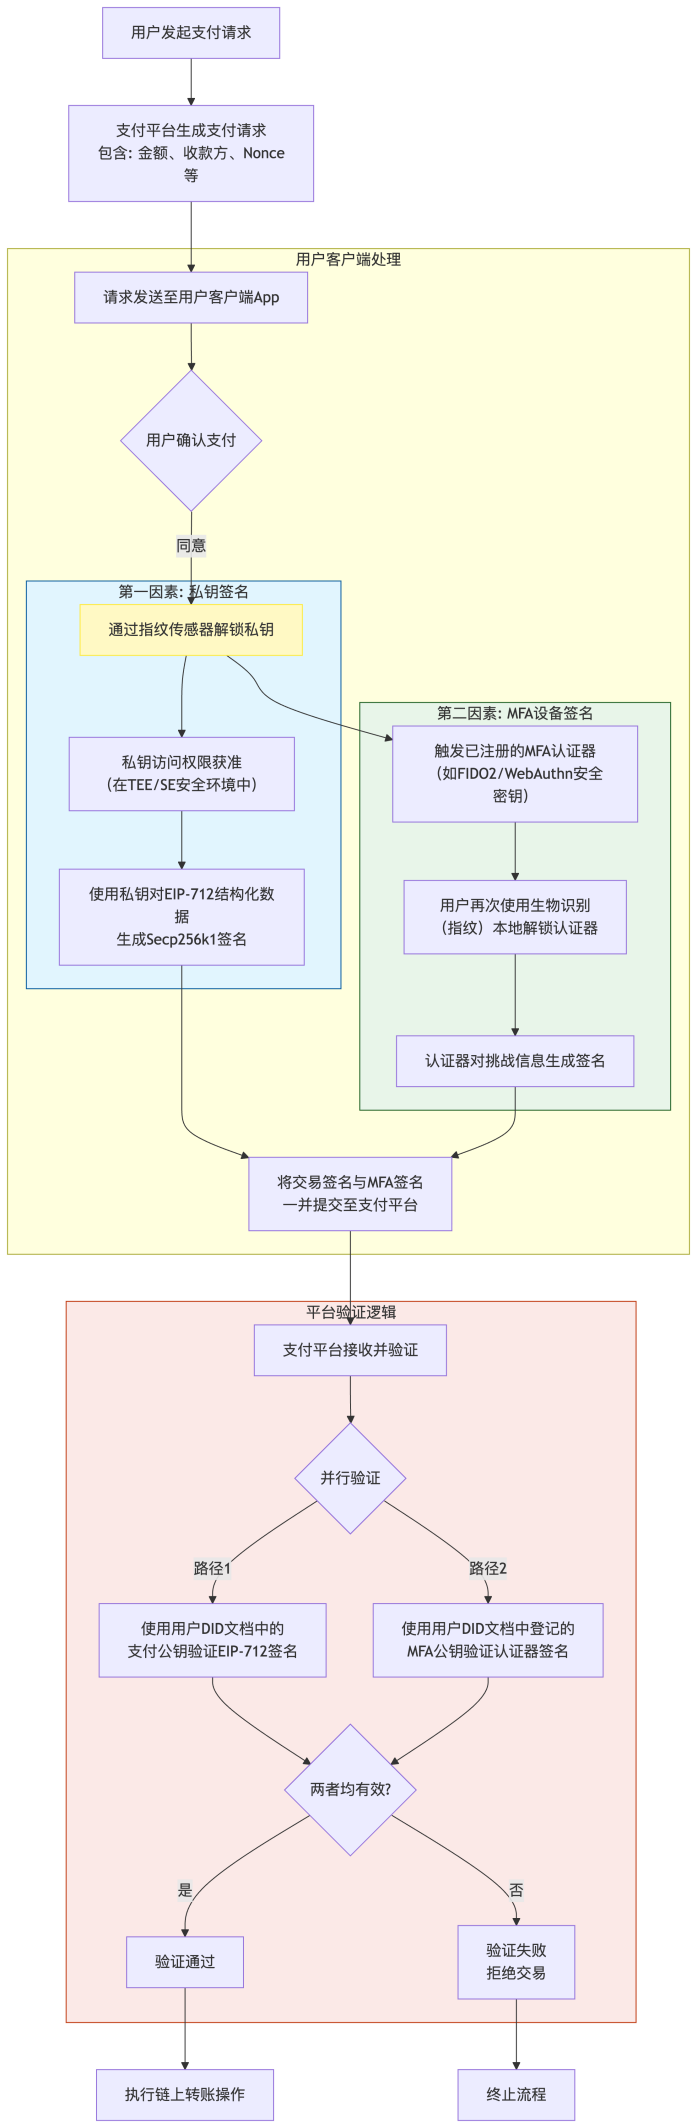 用户发起支付请求
支付平台生成支付请求
包含: 金额、收款方、Nonce
等
用户客户端处理
请求发送至用户客户端App
用户确认支付
同意
第一因素: 私钥签名
通过指纹传感器解锁私钥
私钥访问权限获准
（在TEE/SE安全环境中）
使用私钥对EIP-712结构化数
据
生成Secp256k1签名
第二因素: MFA设备签名
触发已注册的MFA认证器
（如FIDO2/WebAuthn安全
密钥）
用户再次使用生物识别
（指纹）本地解锁认证器
认证器对挑战信息生成签名
将交易签名与MFA签名
一并提交至支付平台
平台验证逻辑
支付平台接收并验证
并行验证
路径1
路径2
使用用户DID文档中的
支付公钥验证EIP-712签名
使用用户DID文档中登记的
MFA公钥验证认证器签名
两者均有效?
是
否
验证通过
验证失败
拒绝交易
执行链上转账操作
终止流程